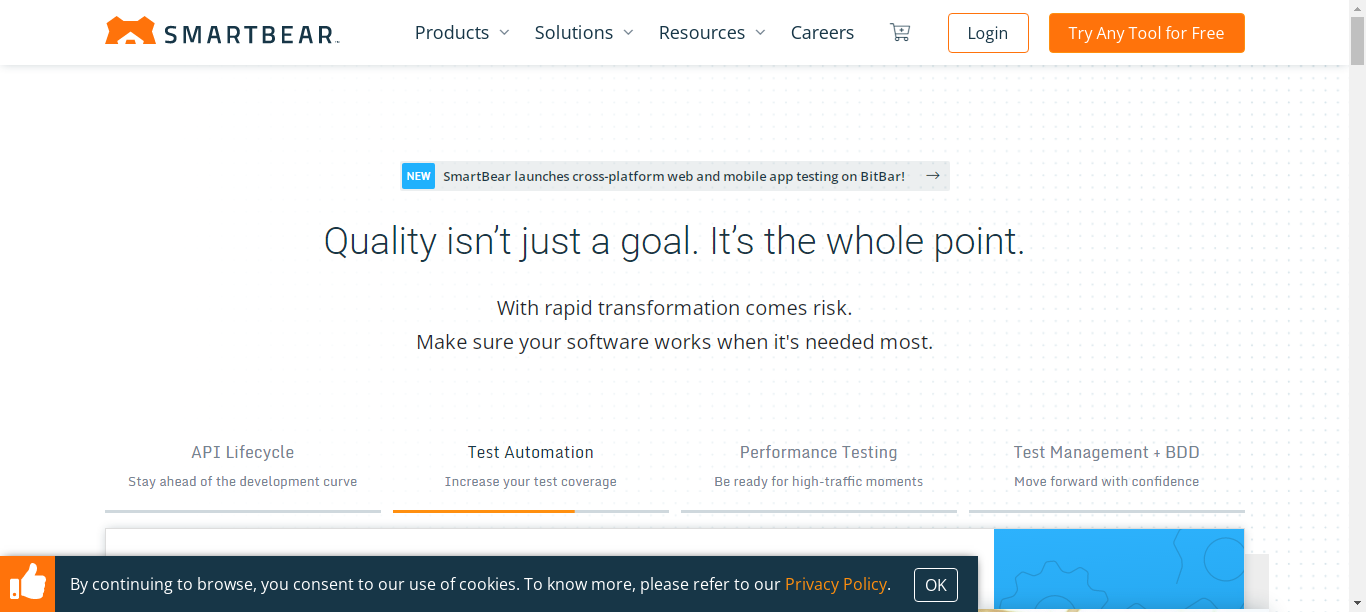 SMARTBEAR™
Products
Solutions
Resources
Careers
Login
Try Any Tool for Free
NEW SmartBear launches cross-platform web and mobile app testing on BitBar! →
Quality isn’t just a goal. It’s the whole point.
With rapid transformation comes risk.
Make sure your software works when it's needed most.
API Lifecycle
Stay ahead of the development curve
Test Automation
Increase your test coverage
Performance Testing
Be ready for high-traffic moments
Test Management + BDD
Move forward with confidence
By continuing to browse, you consent to our use of cookies. To know more, please refer to our Privacy Policy.
OK